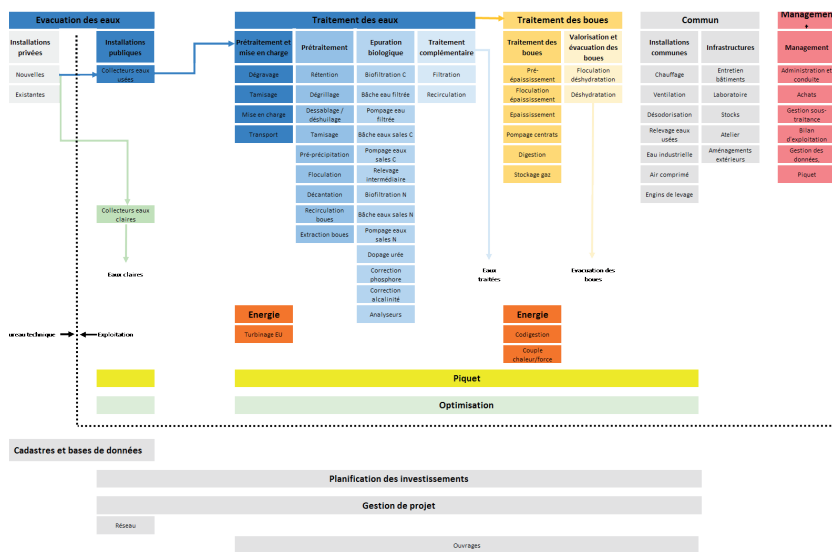 Evacuation des eaux
Traitement des eaux
Traitement des boues
Commun
Management
Installations
privées
Installations
publiques
Prétraitement et
mise en charge
Prétraitement
Epuration
biologique
Traitement
complémentaire
Traitement des
boues
Valorisation et
évacuation des
boues
Installations
communes
Infrastructures
Management
Nouvelles
Existantes
Collecteurs eaux
usées
Collecteurs eaux
claires
Eaux claires
Dégravage
Tamisage
Mise en charge
Transport
Rétention
Dégrillage
Dessablage /
déshuilage
Tamisage
Pré-précipitation
Floculation
Décantation
Recirculation
boues
Extraction boues
Biofiltration C
Bâche eau filtrée
Pompage eau
filtrée
Bâche eaux sales C
Pompage eaux
sales C
Relevage
intermédiaire
Biofiltration N
Bâche eaux sales N
Pompage eaux
sales N
Dopage urée
Correction
phosphore
Correction
alcalinité
Analyseurs
Filtration
Recirculation
Eaux
traitées
Pré-
épaississement
Floculation
épaississement
Epaississement
Pompage centrats
Digestion
Stockage gaz
Floculation
déshydratation
Déshydratation
Evacuation des
boues
Chauffage
Ventilation
Désodorisation
Relevage eaux
usées
Eau industrielle
Air comprimé
Engins de levage
Entretien
bâtiments
Laboratoire
Stocks
Atelier
Aménagements
extérieurs
Administration et
conduite
Achats
Gestion sous-
traitance
Bilan
d'exploitation
Gestion des
données,
Piquet
Energie
Turbinage EU
Energie
Codigestion
Couple
chaleur/force
ureau technique
Exploitation
Piquet
Optimisation
Cadastres et bases de données
Planification des investissements
Gestion de projet
Réseau
Ouvrages